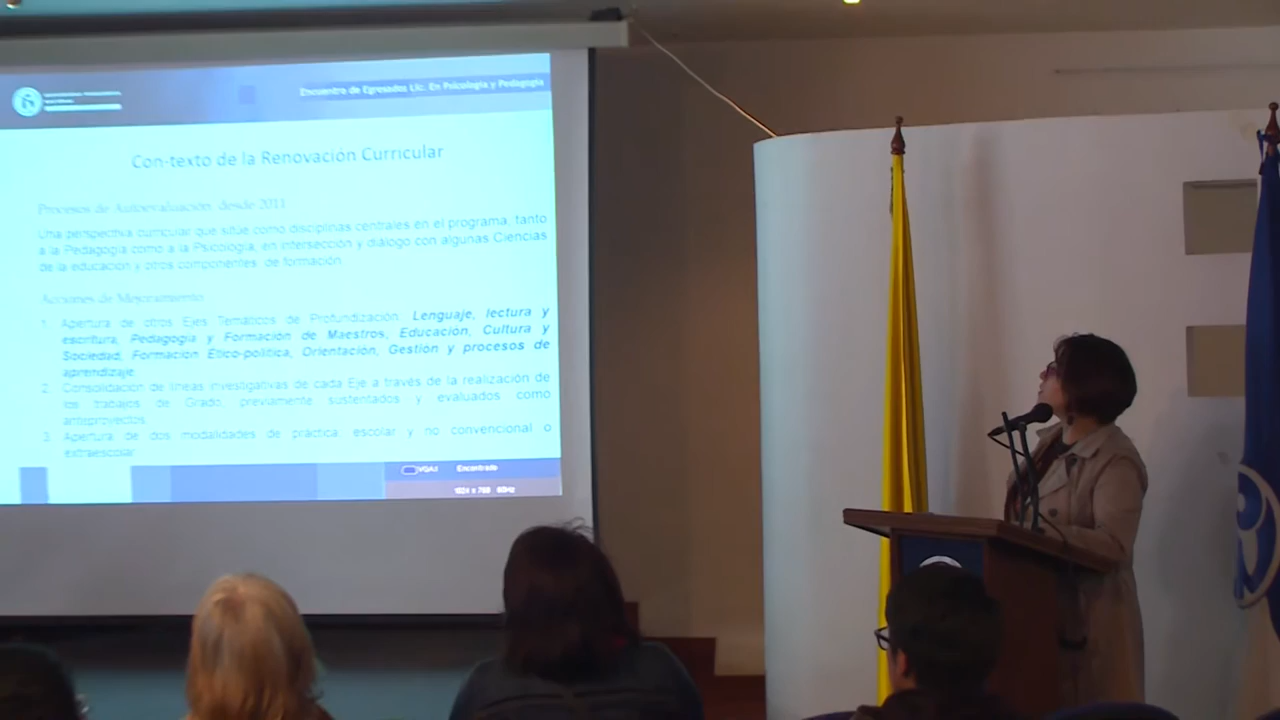 Encuentro de Egresados Lic. En Psicología y Pedagogía
Con-texto de la Renovación Curricular
Procesos de Autoevaluación, desde 2011
Una perspectiva curricular que sitúe como disciplinas centrales en el programa, tanto
a la Pedagogía como a la Psicología, en intersección y diálogo con algunas Ciencias
de la educación y otros componentes de formación.
Acciones de Mejoramiento
1. Apertura de otros Ejes Temáticos de Profundización: Lenguaje, lectura y
escritura, Pedagogía y Formación de Maestros, Educación, Cultura y
Sociedad, Formación Ético-política, Orientación, Gestión y procesos de
aprendizaje.
2. Consolidación de líneas investigativas de cada Eje a través de la realización de
los trabajos de Grado, previamente sustentados y evaluados como
anteproyectos
3. Apertura de dos modalidades de práctica: escolar y no convencional o
extraescolar
VGA1 Encontrado
1024 x 768 60Hz